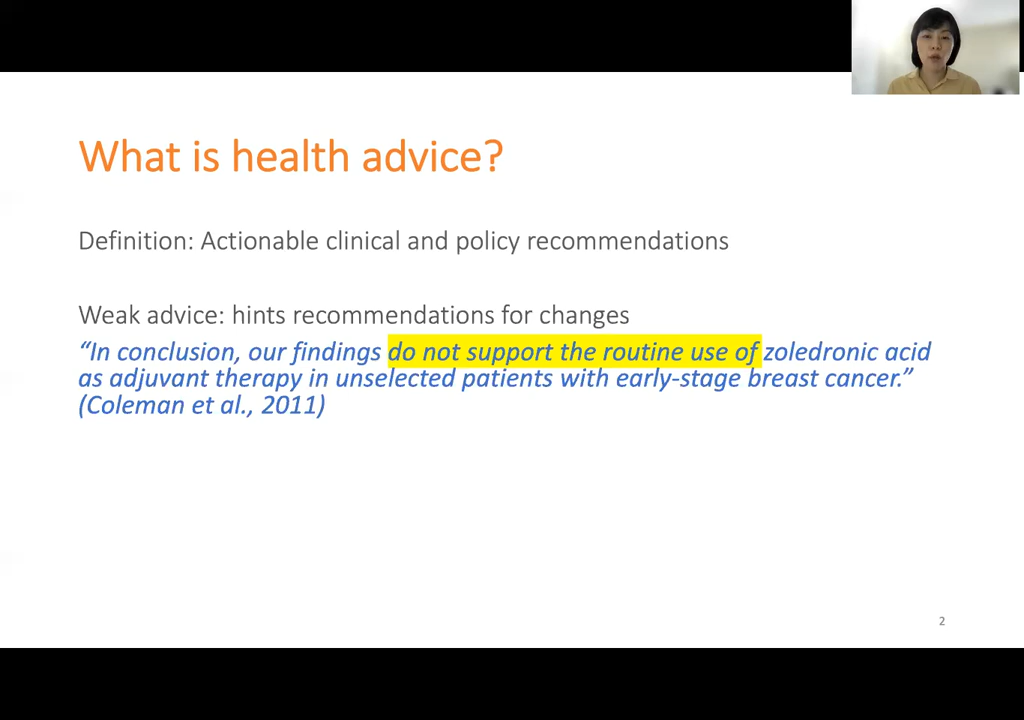 What is health advice?
Definition: Actionable clinical and policy recommendations
Weak advice: hints recommendations for changes
“In conclusion, our findings do not support the routine use of zoledronic acid
as adjuvant therapy in unselected patients with early-stage breast cancer.”
(Coleman et al., 2011)
2